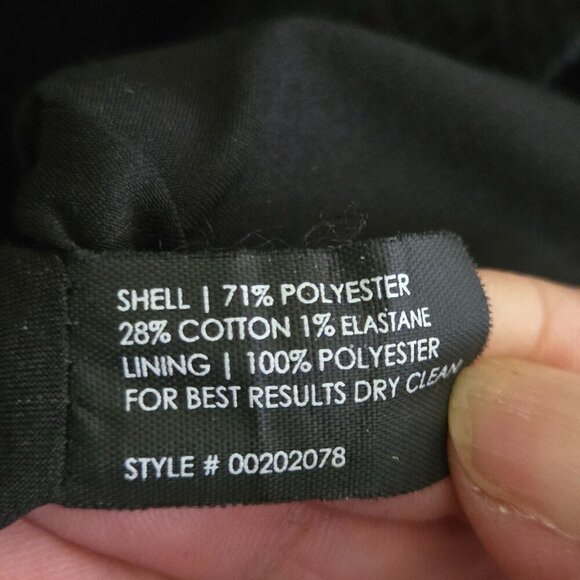 SHELL | 71% POLYESTER
28% COTTON 1% ELASTANE
LINING | 100% POLYESTER
FOR BEST RESULTS DRY CLEAN
STYLE # 00202078